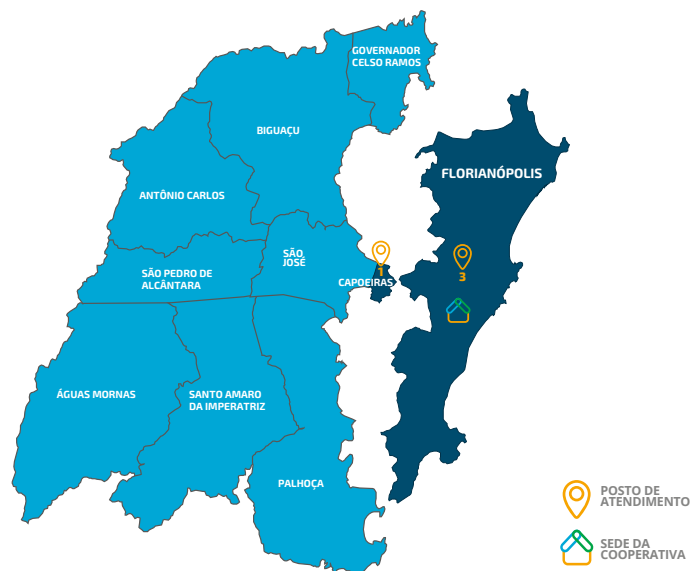 GOVERNADOR
CELSO RAMOS
BIGUAÇU
FLORIANÓPOLIS
ANTÔNIO CARLOS
SÃO
JOSÉ
1
3
SÃO PEDRO DE
ALCÂNTARA
CAPOEIRAS
ÁGUAS MORNAS
SANTO AMARO
DA IMPERATRIZ
PALHOÇA
POSTO DE
ATENDIMENTO
SEDE DA
COOPERATIVA